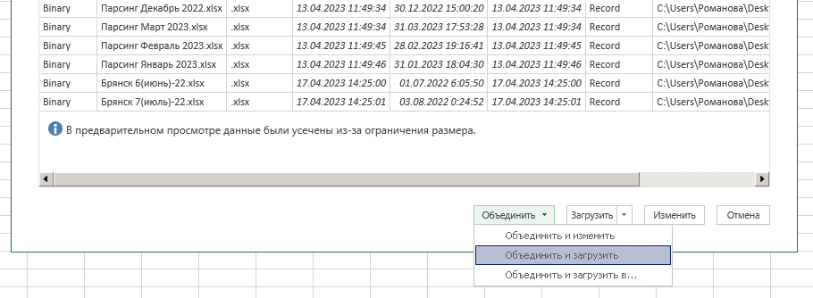 Binary Парсинг Декабрь 2022.xlsx .xlsx 13.04.2023 11:49:34 30.12.2022 15:00:20 13.04.2023 11:49:34 Record C:\Users\Романова\Desk
Binary Парсинг Март 2023.xlsx .xlsx 13.04.2023 11:49:34 31.03.2023 17:53:28 13.04.2023 11:49:34 Record C:\Users\Романова\Desk
Binary Парсинг Февраль 2023.xlsx .xlsx 13.04.2023 11:49:45 28.02.2023 19:16:41 13.04.2023 11:49:45 Record C:\Users\Романова\Desk
Binary Парсинг Январь 2023.xlsx .xlsx 13.04.2023 11:49:46 31.01.2023 18:04:30 13.04.2023 11:49:46 Record C:\Users\Романова\Desk
Binary Брянск 6(июнь)-22.xlsx .xlsx 17.04.2023 14:25:00 01.07.2022 6:05:50 17.04.2023 14:25:00 Record C:\Users\Романова\Desk
Binary Брянск 7(июль)-22.xlsx .xlsx 17.04.2023 14:25:01 03.08.2022 0:24:52 17.04.2023 14:25:01 Record C:\Users\Романова\Desk
В предварительном просмотре данные были усечены из-за ограничения размера.
Объединить Загрузить Изменить Отмена
Объединить и изменить
Объединить и загрузить
Объединить и загрузить в...